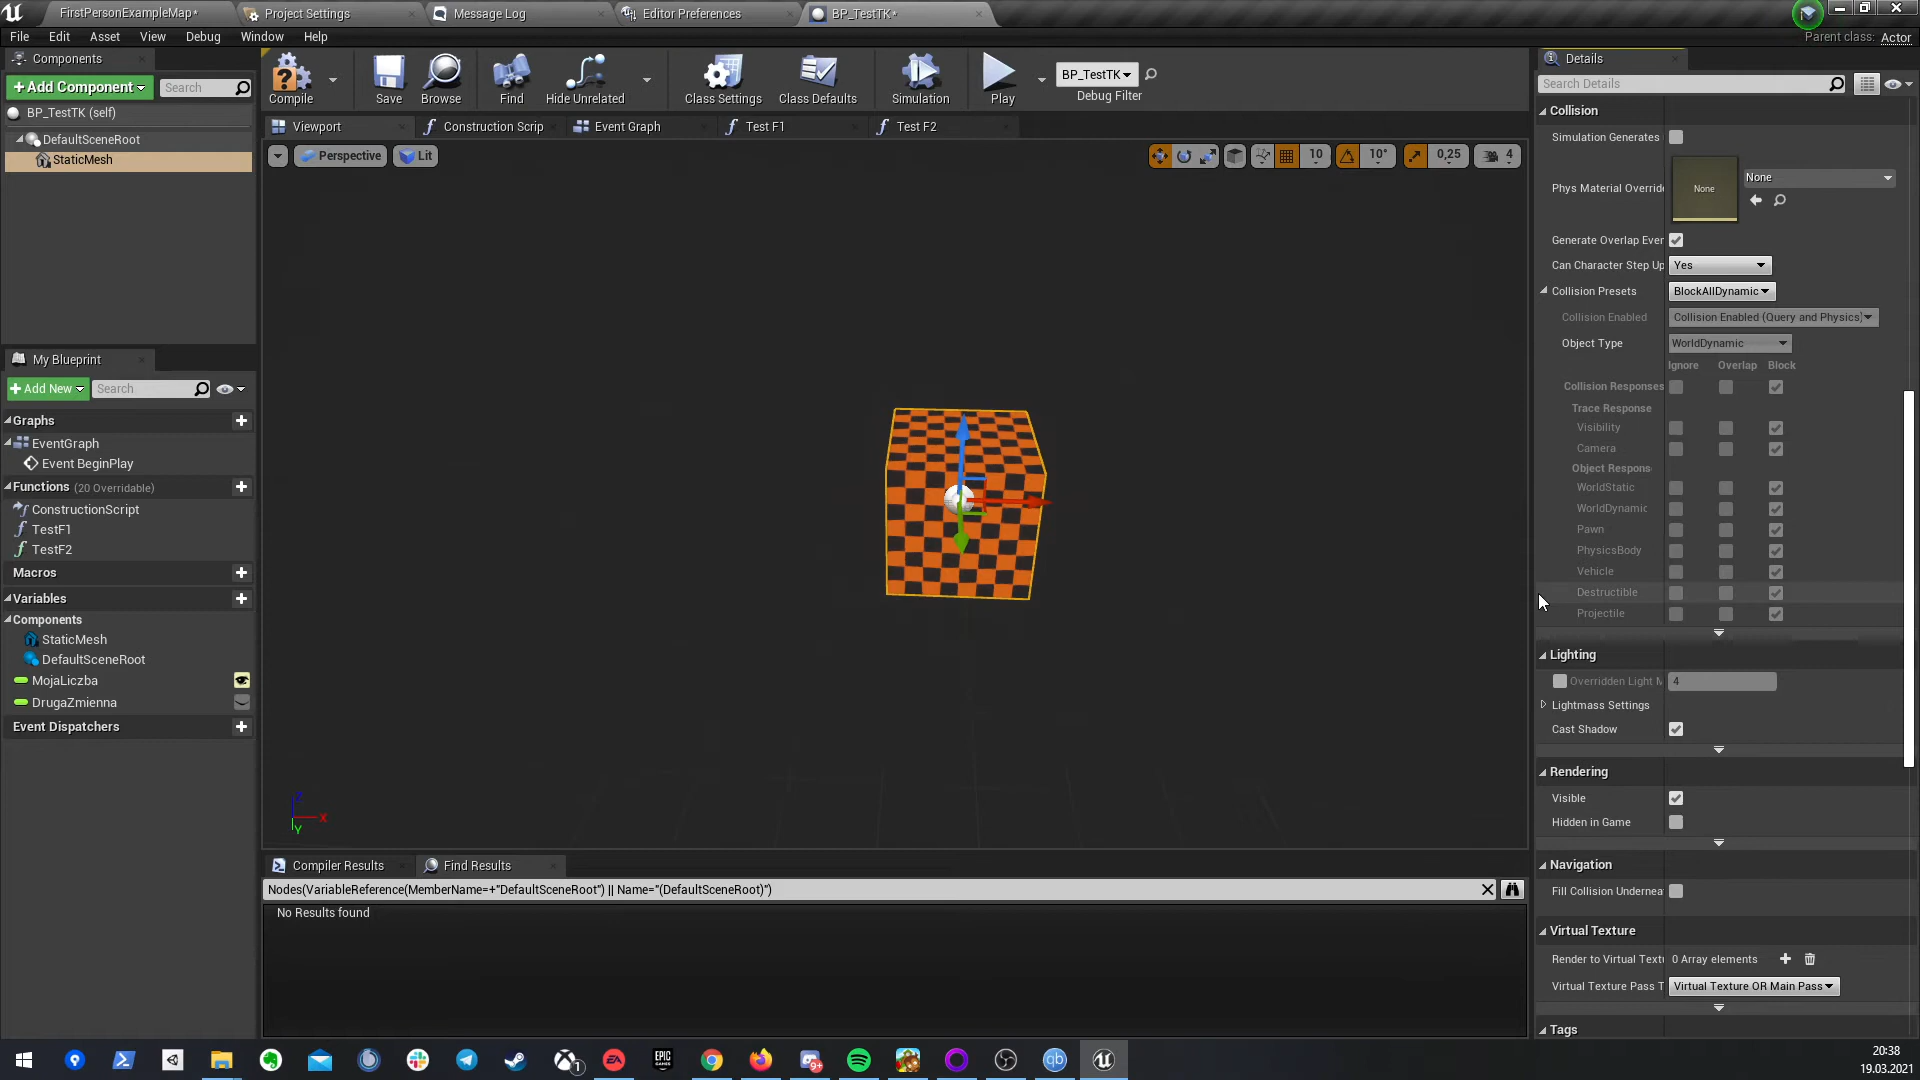 FirstPersonExampleMap*
Project Settings
Message Log
Editor Preferences
BP_TestTK*
File Edit Asset View Debug Window Help
Parent class: Actor
Components
+Add Component
Search
BP_TestTK (self)
DefaultSceneRoot
StaticMesh
Compile
Save
Browse
Find
Hide Unrelated
Class Settings
Class Defaults
Simulation
Play
BP_TestTK
Debug Filter
Viewport
Construction Scrip
Event Graph
Test F1
Test F2
Perspective
Lit
10
10°
0,25
4
X
Y
My Blueprint
+Add New
Search
Graphs
EventGraph
Event BeginPlay
Functions (20 Overridable)
ConstructionScript
TestF1
TestF2
Macros
Variables
Components
StaticMesh
DefaultSceneRoot
MojaLiczba
DrugaZmienna
Event Dispatchers
Compiler Results
Find Results
Nodes(VariableReference(MemberName=+"DefaultSceneRoot") || Name="(DefaultSceneRoot)")
No Results found
Details
Search Details
Collision
Simulation Generates
Phys Material Override
None
None
Generate Overlap Ever
Can Character Step Up
Yes
Collision Presets
BlockAllDynamic
Collision Enabled
Collision Enabled (Query and Physics)
Object Type
WorldDynamic
Ignore Overlap Block
Collision Responses
Trace Response
Visibility
Camera
Object Respons
WorldStatic
WorldDynamic
Pawn
PhysicsBody
Vehicle
Destructible
Projectile
Lighting
Overridden Light M
4
Lightmass Settings
Cast Shadow
Rendering
Visible
Hidden in Game
Navigation
Fill Collision Undernea
Virtual Texture
Render to Virtual Textu
0 Array elements
Virtual Texture Pass T
Virtual Texture OR Main Pass
Tags
EA
EPIC GAMES
qb
1
9+
20:38
19.03.2021